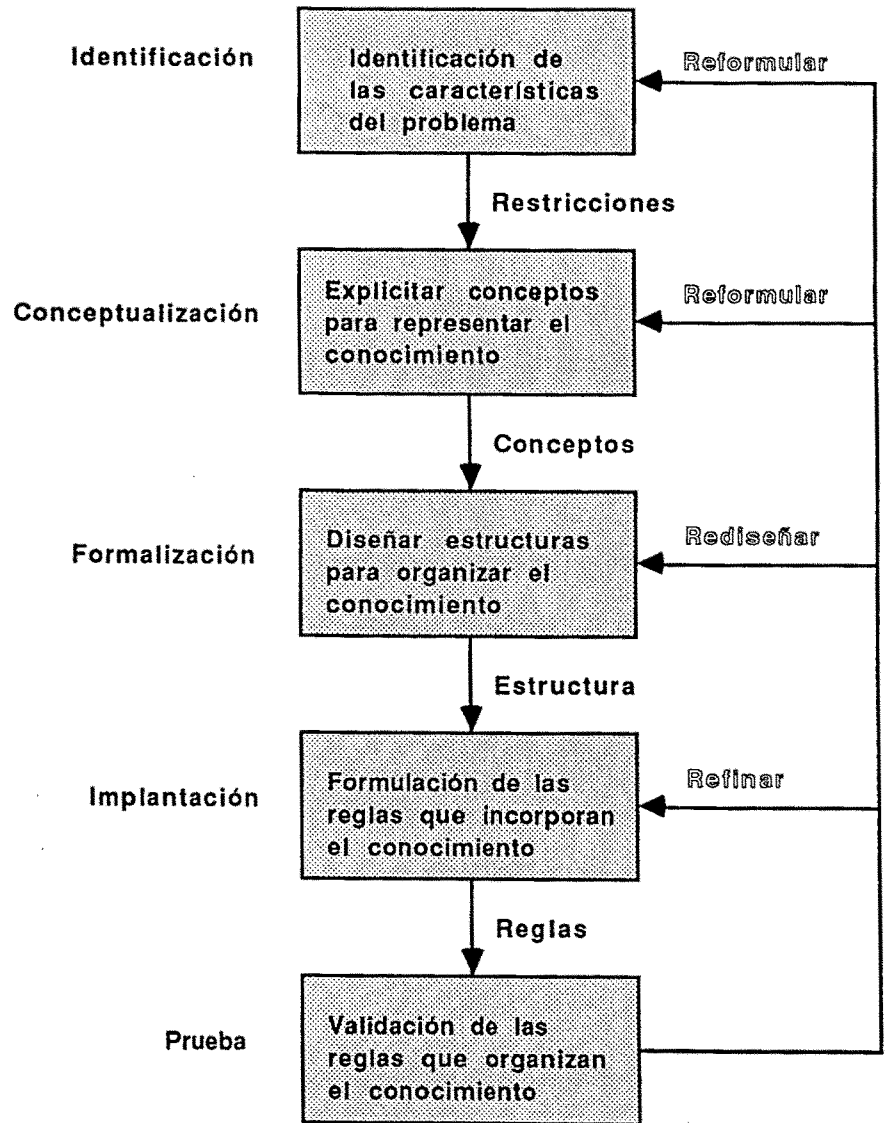 Identificación
Identificación de
las características
del problema
Reformular
Restricciones
Conceptualización
Explicitar conceptos
para representar el
conocimiento
Reformular
Conceptos
Formalización
Diseñar estructuras
para organizar el
conocimiento
Rediseñar
Estructura
Implantación
Formulación de las
reglas que incorporan
el conocimiento
Refinar
Reglas
Prueba
Validación de las
reglas que organizan
el conocimiento